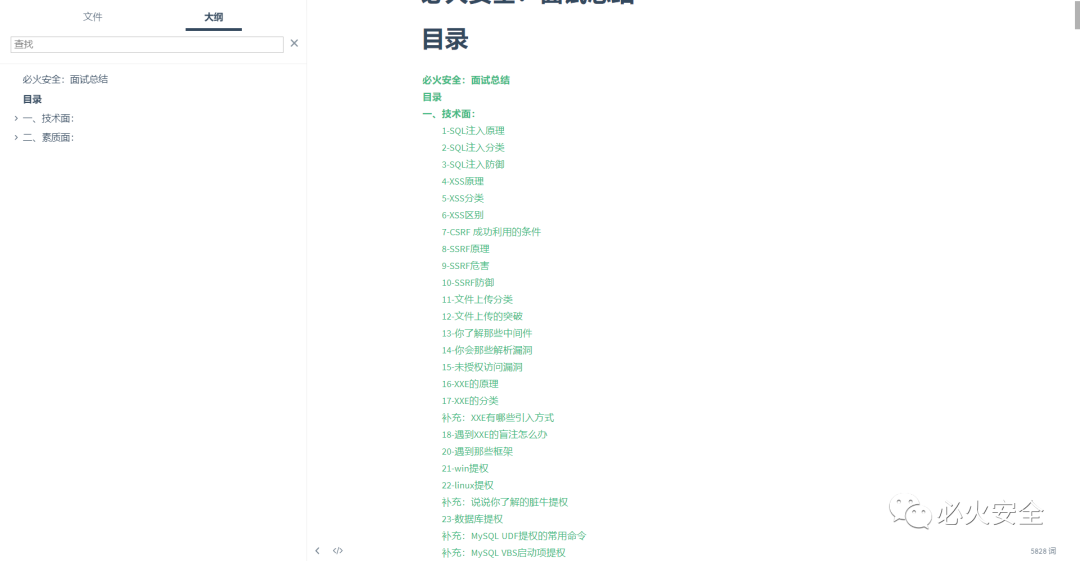 文件
大纲
查找
必火安全：面试总结
目录
一、技术面：
二、素质面：
必火安全：面试总结
目录
必火安全：面试总结
目录
一、技术面：
1-SQL注入原理
2-SQL注入分类
3-SQL注入防御
4-XSS原理
5-XSS分类
6-XSS区别
7-CSRF 成功利用的条件
8-SSRF原理
9-SSRF危害
10-SSRF防御
11-文件上传分类
12-文件上传的突破
13-你了解那些中间件
14-你会那些解析漏洞
15-未授权访问漏洞
16-XXE的原理
17-XXE的分类
补充：XXE有哪些引入方式
18-遇到XXE的盲注怎么办
20-遇到那些框架
21-win提权
22-linux提权
补充：说说你了解的脏牛提权
23-数据库提权
补充：MySQL UDF提权的常用命令
补充：MySQL VBS启动项提权
必火安全
5828 词